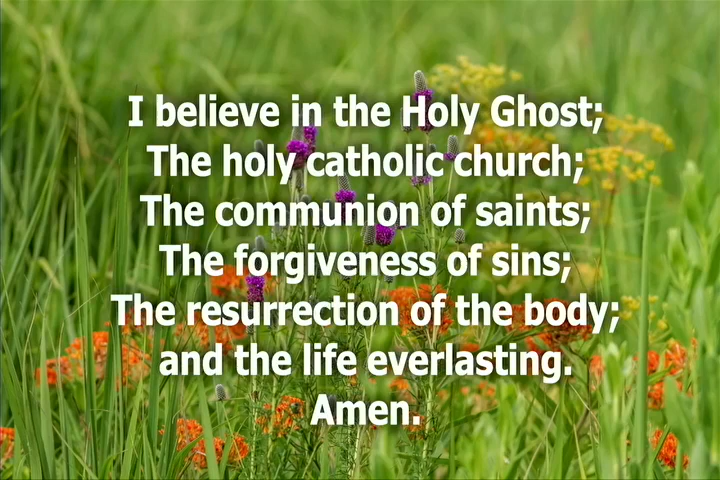 I believe in the Holy Ghost;
The holy catholic church;
The communion of saints;
The forgiveness of sins;
The resurrection of the body;
and the life everlasting.
Amen.